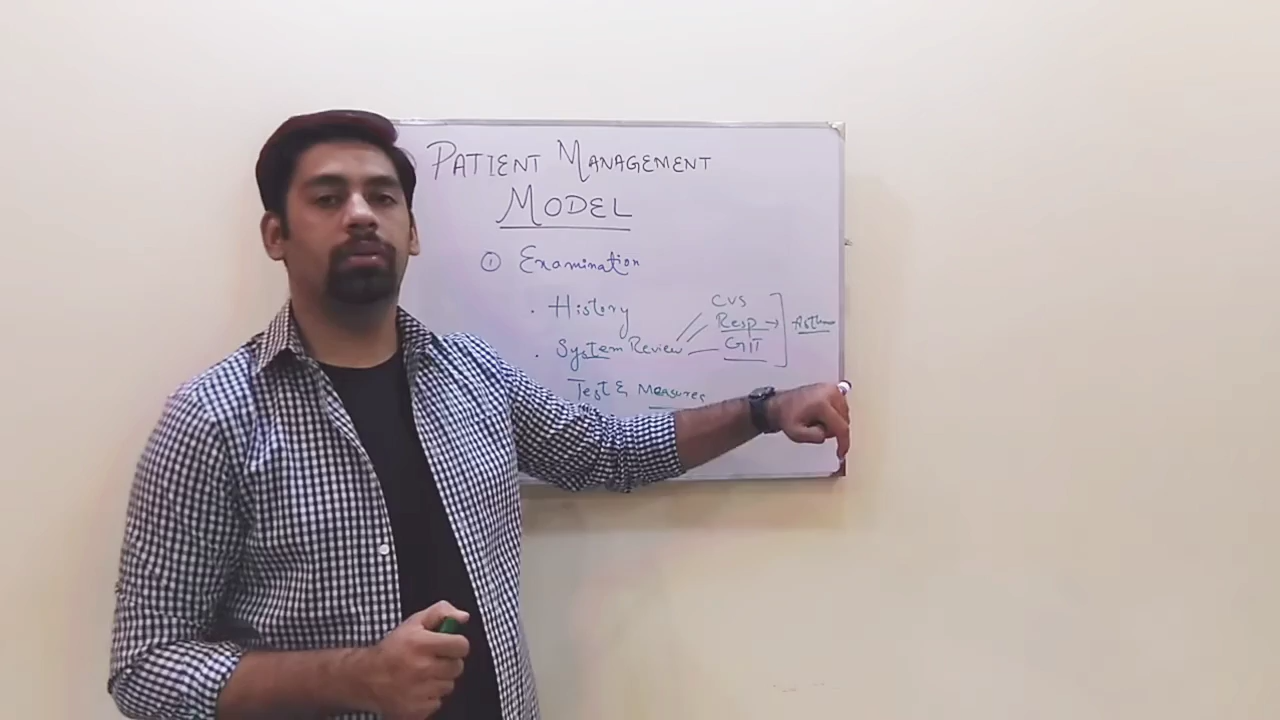 PATIENT MANAGEMENT
MODEL
① Examination
· History
· System Review
CVS
Resp → Asthma
GIT
Test & Measures